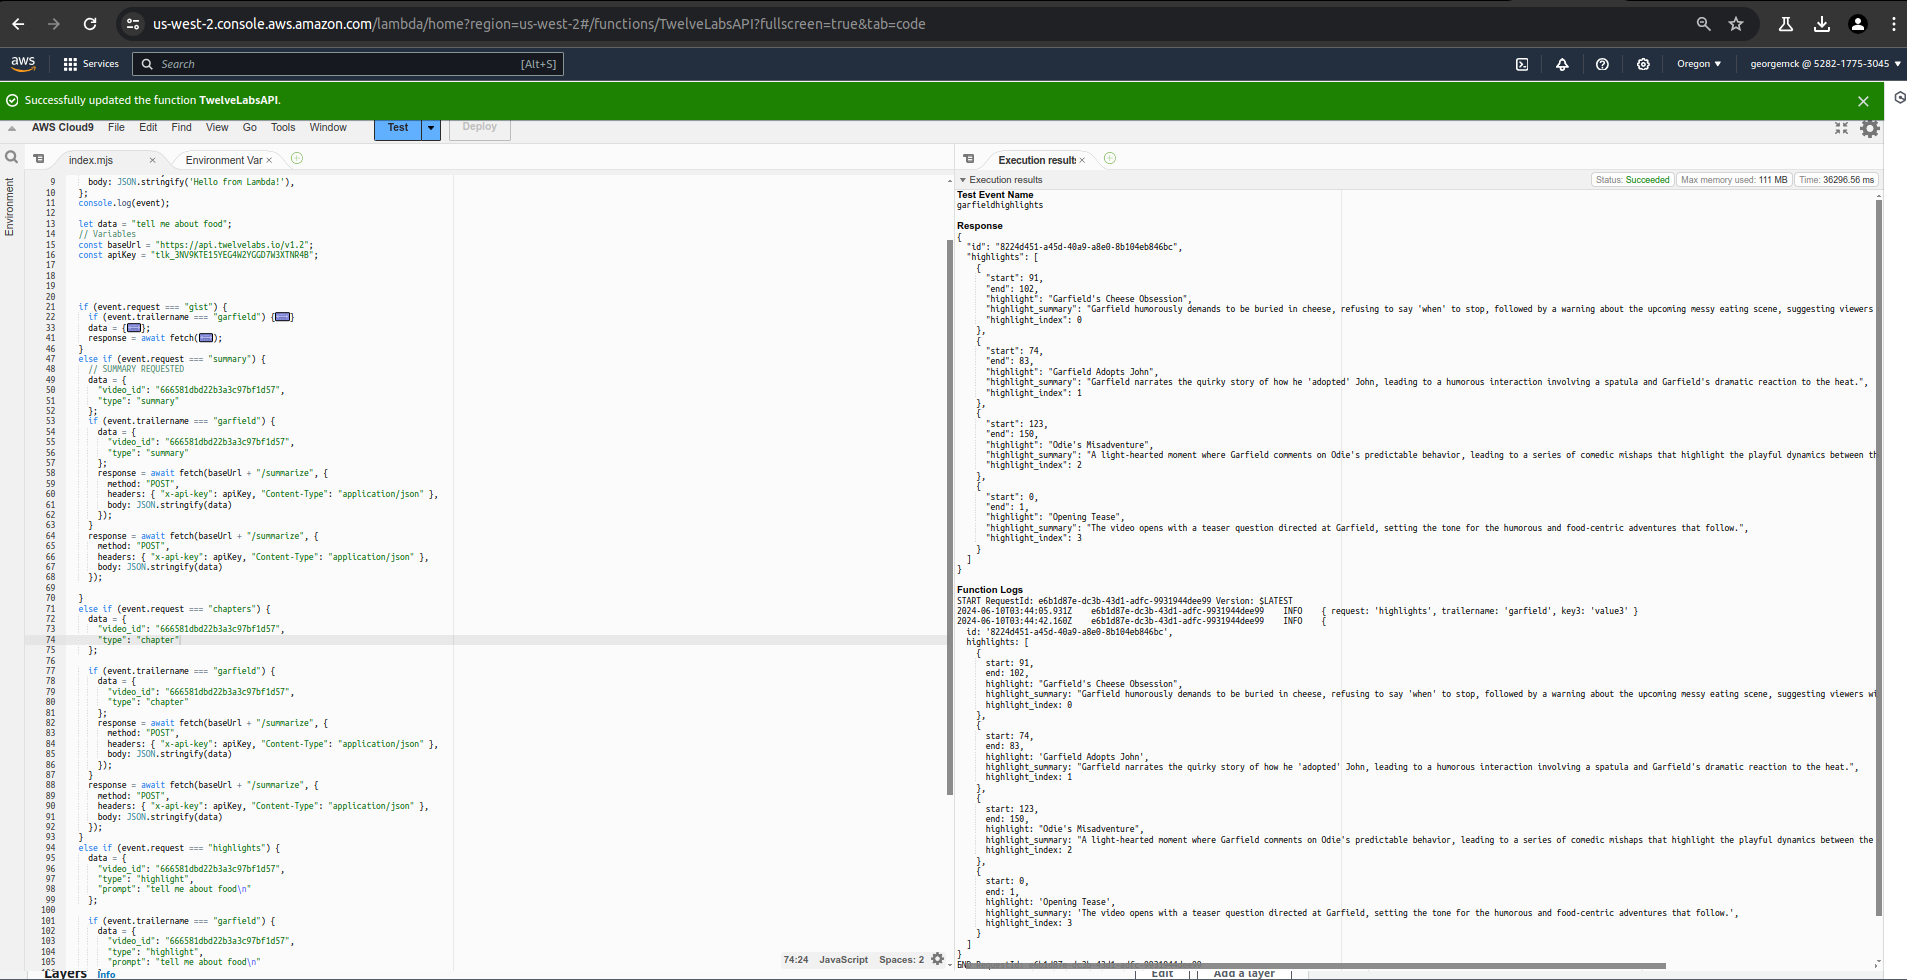 us-west-2.console.aws.amazon.com/lambda/home?region=us-west-2#/functions/TwelveLabsAPI?fullscreen=true&tab=code
aws Services Search [Alt+S] Oregon georgemck @ 5282-1775-3045
Successfully updated the function TwelveLabsAPI.
AWS Cloud9 File Edit Find View Go Tools Window Test Deploy
index.mjs Environment Var
Environment
9 body: JSON.stringify('Hello from Lambda!'),
10 };
11 console.log(event);
12
13 let data = "tell me about food";
14 // Variables
15 const baseUrl = "https://api.twelvelabs.io/v1.2";
16 const apiKey = "tlk_3NV9KTE15YEG4W2YGGD7W3XTNR4B";
17
18
19
20
21 if (event.request === "gist") {
22 if (event.trailername === "garfield") {}
33 data = {};
41 response = await fetch();
46 }
47 else if (event.request === "summary") {
48 // SUMMARY REQUESTED
49 data = {
50 "video_id": "666581dbd22b3a3c97bf1d57",
51 "type": "summary"
52 };
53 if (event.trailername === "garfield") {
54 data = {
55 "video_id": "666581dbd22b3a3c97bf1d57",
56 "type": "summary"
57 };
58 response = await fetch(baseUrl + "/summarize", {
59 method: "POST",
60 headers: { "x-api-key": apiKey, "Content-Type": "application/json" },
61 body: JSON.stringify(data)
62 });
63 }
64 response = await fetch(baseUrl + "/summarize", {
65 method: "POST",
66 headers: { "x-api-key": apiKey, "Content-Type": "application/json" },
67 body: JSON.stringify(data)
68 });
69
70 }
71 else if (event.request === "chapters") {
72 data = {
73 "video_id": "666581dbd22b3a3c97bf1d57",
74 "type": "chapter"
75 };
76
77 if (event.trailername === "garfield") {
78 data = {
79 "video_id": "666581dbd22b3a3c97bf1d57",
80 "type": "chapter"
81 };
82 response = await fetch(baseUrl + "/summarize", {
83 method: "POST",
84 headers: { "x-api-key": apiKey, "Content-Type": "application/json" },
85 body: JSON.stringify(data)
86 });
87 }
88 response = await fetch(baseUrl + "/summarize", {
89 method: "POST",
90 headers: { "x-api-key": apiKey, "Content-Type": "application/json" },
91 body: JSON.stringify(data)
92 });
93 }
94 else if (event.request === "highlights") {
95 data = {
96 "video_id": "666581dbd22b3a3c97bf1d57",
97 "type": "highlight",
98 "prompt": "tell me about food\n"
99 };
100
101 if (event.trailername === "garfield") {
102 data = {
103 "video_id": "666581dbd22b3a3c97bf1d57",
104 "type": "highlight",
105 "prompt": "tell me about food\n"
74:24 JavaScript Spaces: 2
Execution results
Execution results Status: Succeeded Max memory used: 111 MB Time: 36296.56 ms
Test Event Name
garfieldhighlights
Response
{
"id": "8224d451-a45d-40a9-a8e0-8b104eb846bc",
"highlights": [
{
"start": 91,
"end": 102,
"highlight": "Garfield's Cheese Obsession",
"highlight_summary": "Garfield humorously demands to be buried in cheese, refusing to say 'when' to stop, followed by a warning about the upcoming messy eating scene, suggesting viewers
"highlight_index": 0
},
{
"start": 74,
"end": 83,
"highlight": "Garfield Adopts John",
"highlight_summary": "Garfield narrates the quirky story of how he 'adopted' John, leading to a humorous interaction involving a spatula and Garfield's dramatic reaction to the heat.",
"highlight_index": 1
},
{
"start": 123,
"end": 150,
"highlight": "Odie's Misadventure",
"highlight_summary": "A light-hearted moment where Garfield comments on Odie's predictable behavior, leading to a series of comedic mishaps that highlight the playful dynamics between th
"highlight_index": 2
},
{
"start": 0,
"end": 1,
"highlight": "Opening Tease",
"highlight_summary": "The video opens with a teaser question directed at Garfield, setting the tone for the humorous and food-centric adventures that follow.",
"highlight_index": 3
}
]
}
Function Logs
START RequestId: e6b1d87e-dc3b-43d1-adfc-9931944dee99 Version: $LATEST
2024-06-10T03:44:05.931Z e6b1d87e-dc3b-43d1-adfc-9931944dee99 INFO { request: 'highlights', trailername: 'garfield', key3: 'value3' }
2024-06-10T03:44:42.160Z e6b1d87e-dc3b-43d1-adfc-9931944dee99 INFO {
id: '8224d451-a45d-40a9-a8e0-8b104eb846bc',
highlights: [
{
start: 91,
end: 102,
highlight: "Garfield's Cheese Obsession",
highlight_summary: "Garfield humorously demands to be buried in cheese, refusing to say 'when' to stop, followed by a warning about the upcoming messy eating scene, suggesting viewers wi
highlight_index: 0
},
{
start: 74,
end: 83,
highlight: 'Garfield Adopts John',
highlight_summary: "Garfield narrates the quirky story of how he 'adopted' John, leading to a humorous interaction involving a spatula and Garfield's dramatic reaction to the heat.",
highlight_index: 1
},
{
start: 123,
end: 150,
highlight: "Odie's Misadventure",
highlight_summary: "A light-hearted moment where Garfield comments on Odie's predictable behavior, leading to a series of comedic mishaps that highlight the playful dynamics between the
highlight_index: 2
},
{
start: 0,
end: 1,
highlight: 'Opening Tease',
highlight_summary: 'The video opens with a teaser question directed at Garfield, setting the tone for the humorous and food-centric adventures that follow.',
highlight_index: 3
}
]
}
END RequestId: e6b1d87e-dc3b-43d1-adfc-9931944dee99
Layers Info Edit Add a layer